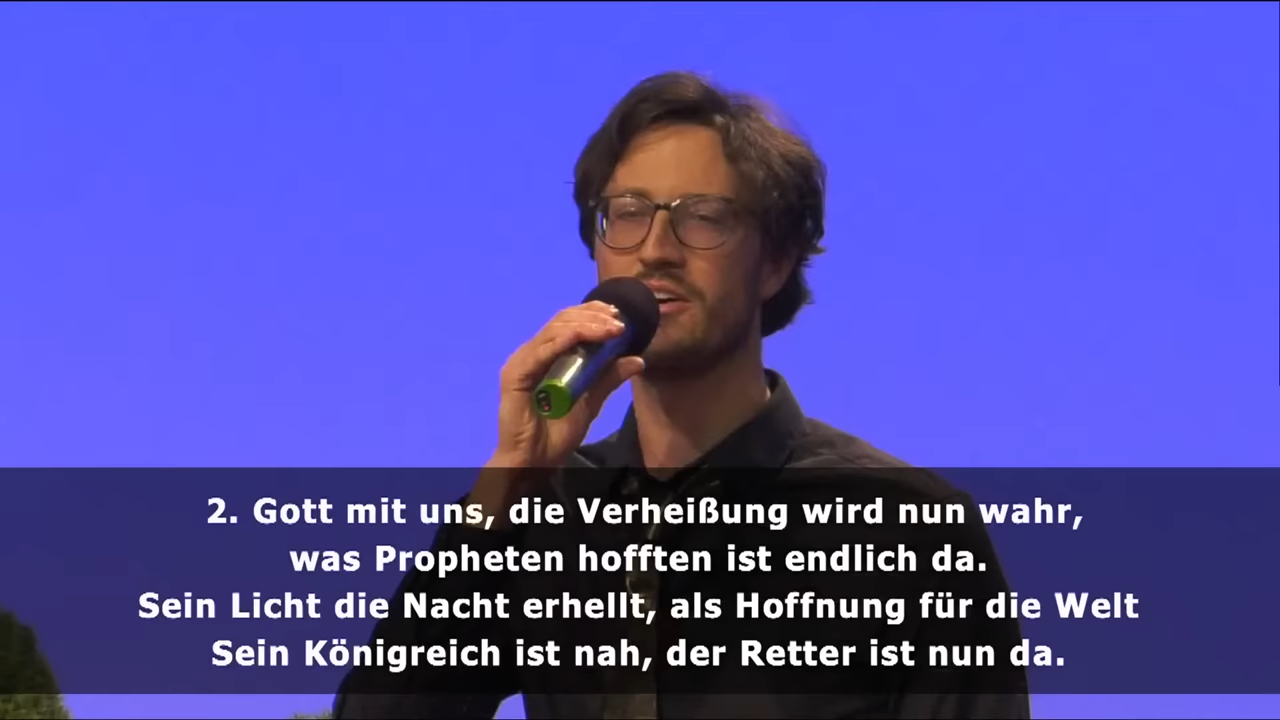 2. Gott mit uns, die Verheißung wird nun wahr,
was Propheten hofften ist endlich da.
Sein Licht die Nacht erhellt, als Hoffnung für die Welt
Sein Königreich ist nah, der Retter ist nun da.